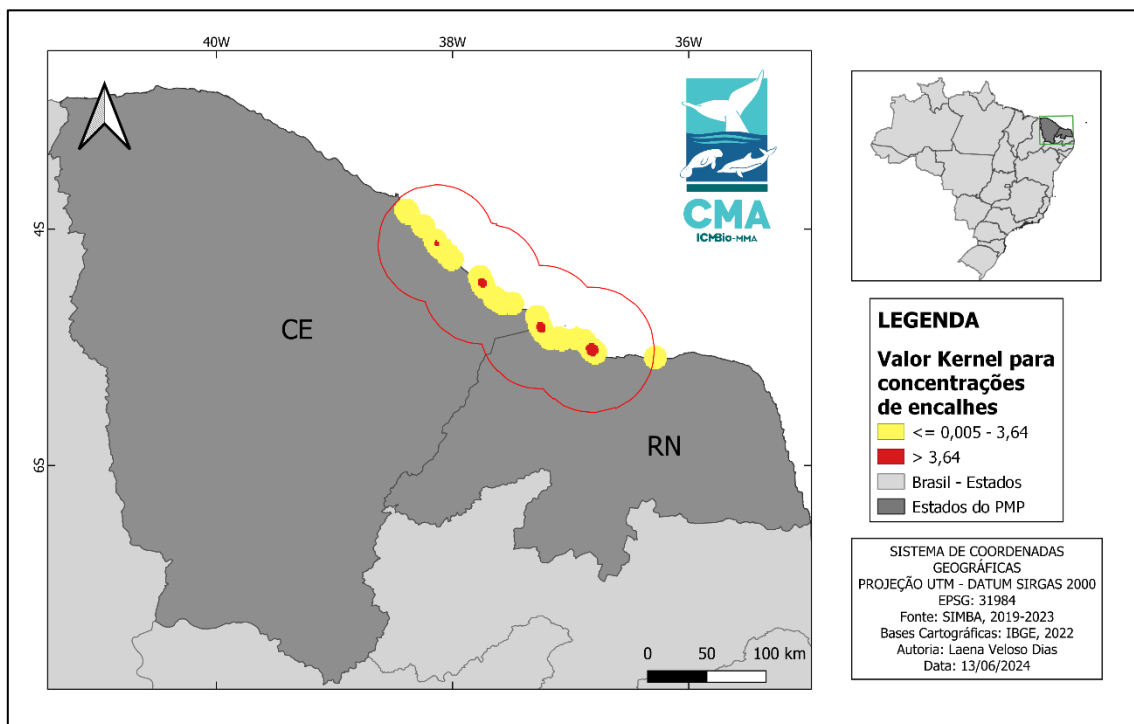 40W
38W
36W
4S
6S
CE
RN
CMA
ICMBio-MMA
0
50
100 km
LEGENDA
Valor Kernel para
concentrações
de encalhes
<= 0,005 - 3,64
> 3,64
Brasil - Estados
Estados do PMP
SISTEMA DE COORDENADAS
GEOGRÁFICAS
PROJEÇÃO UTM - DATUM SIRGAS 2000
EPSG: 31984
Fonte: SIMBA, 2019-2023
Bases Cartográficas: IBGE, 2022
Autoria: Laena Veloso Dias
Data: 13/06/2024